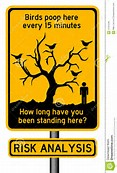 Birds poop here
every 15 minutes
How long have you
been standing here?
RISK ANALYSIS